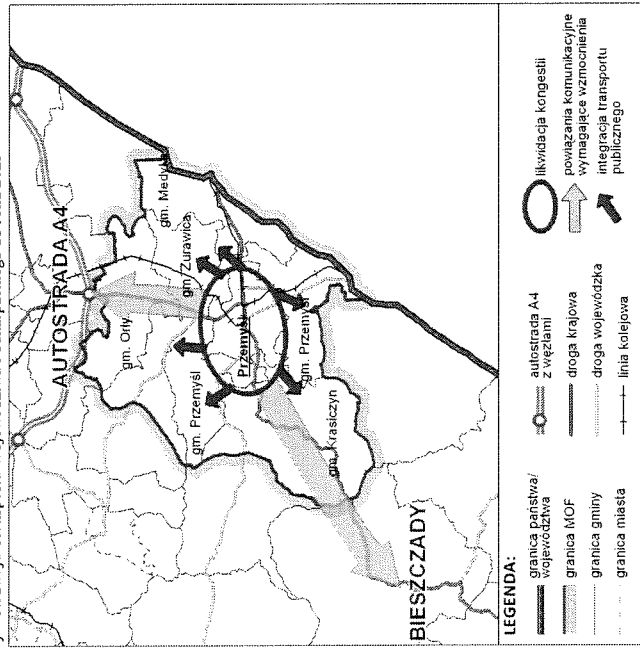 AUTOSTRADA A4
gm. Medyka
gm. Orły
gm. Żurawica
gm. Przemyśl
Przemyśl
gm. Przemyśl
gm. Krasiczyn
BIESZCZADY
LEGENDA:
granica państwa/
województwa
granica MOF
granica gminy
granica miasta
autostrada A4
z węzłami
droga krajowa
droga wojewódzka
linia kolejowa
likwidacja kongestii
powiązania komunikacyjne
wymagające wzmocnienia
integracja transportu
publicznego